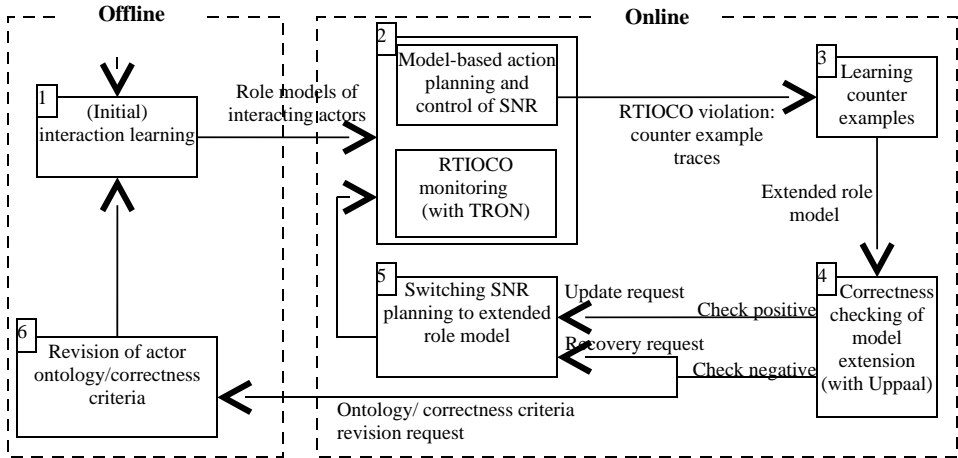 Offline
Online
1
(Initial)
interaction learning
Role models of
interacting actors
2
Model-based action
planning and
control of SNR
RTIOCO
monitoring
(with TRON)
RTIOCO violation:
counter example
traces
3
Learning
counter
examples
Extended role
model
4
Correctness
checking of
model
extension
(with Uppaal)
Check positive
Check negative
Update request
Recovery request
5
Switching SNR
planning to extended
role model
6
Revision of actor
ontology/correctness
criteria
Ontology/ correctness criteria
revision request